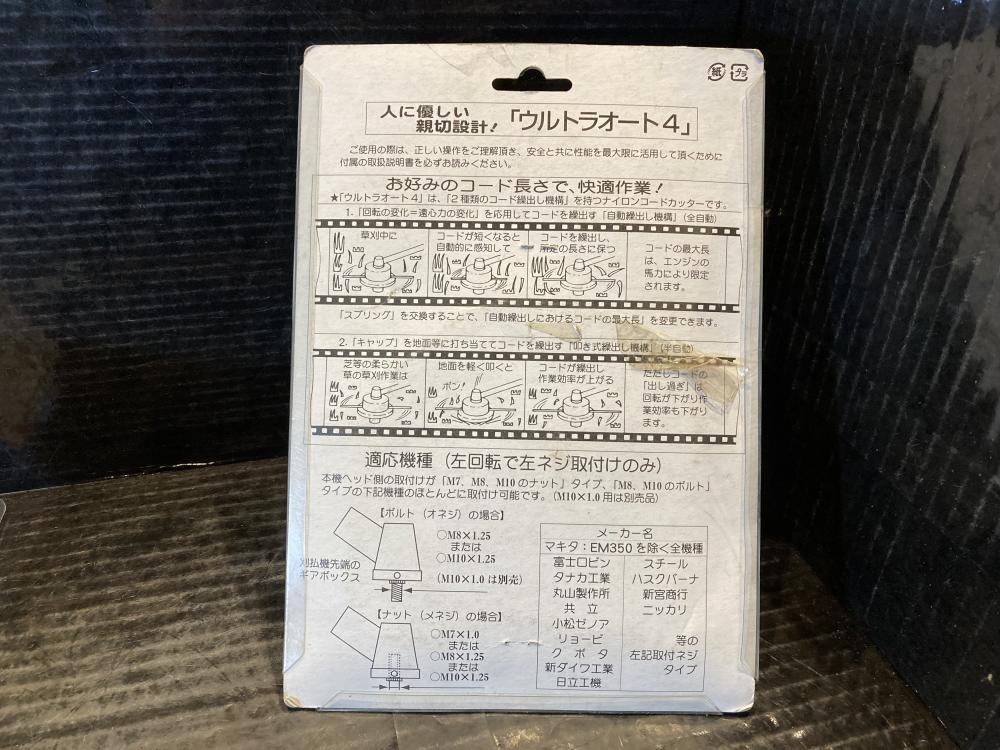 紙 プラ
人に優しい
親切設計！「ウルトラオート4」
ご使用の際は、正しい操作をご理解頂き、安全と共に性能を最大限に活用して頂くために
付属の取扱説明書を必ずお読みください。
お好みのコード長さで、快適作業！
★「ウルトラオート4」は、「2種類のコード繰出し機構」を持つナイロンコードカッターです。
1.「回転の変化＝遠心力の変化」を応用してコードを繰出す「自動繰出し機構」(全自動)
草刈中に
コードが短くなると
自動的に感知して
コードを繰出し、
所定の長さに保つ
コードの最大長
は、エンジンの
馬力により限定
されます。
「スプリング」を交換することで、「自動繰出しにおけるコードの最大長」を変更できます。
2.「キャップ」を地面等に打ち当ててコードを繰出す「叩き式繰出し機構」(半自動)
芝等の柔らかい
草の草刈作業は
地面を軽く叩くと
ポン！
コードが繰出し
作業効率が上がる
ただしコードの
「出し過ぎ」は
回転が下がり作
業効率も下がり
ます。
適応機種（左回転で左ネジ取付けのみ）
本機ヘッド側の取付けが「M7、M8、M10のナット」タイプ、「M8、M10のボルト」
タイプの下記機種のほとんどに取付け可能です。(M10×1.0用は別売品)
【ボルト（オネジ）の場合】
○M8×1.25
または
○M10×1.25
(M10×1.0は別売)
刈払機先端の
ギアボックス
【ナット（メネジ）の場合】
○M7×1.0
または
○M8×1.25
または
○M10×1.25
メーカー名
マキタ：EM350を除く全機種
富士ロビン スチール
タナカ工業 ハスクバーナ
丸山製作所 新宮商行
共立 ニッカリ
小松ゼノア
リョービ 等の
クボタ 左記取付ネジ
新ダイワ工業 タイプ
日立工機